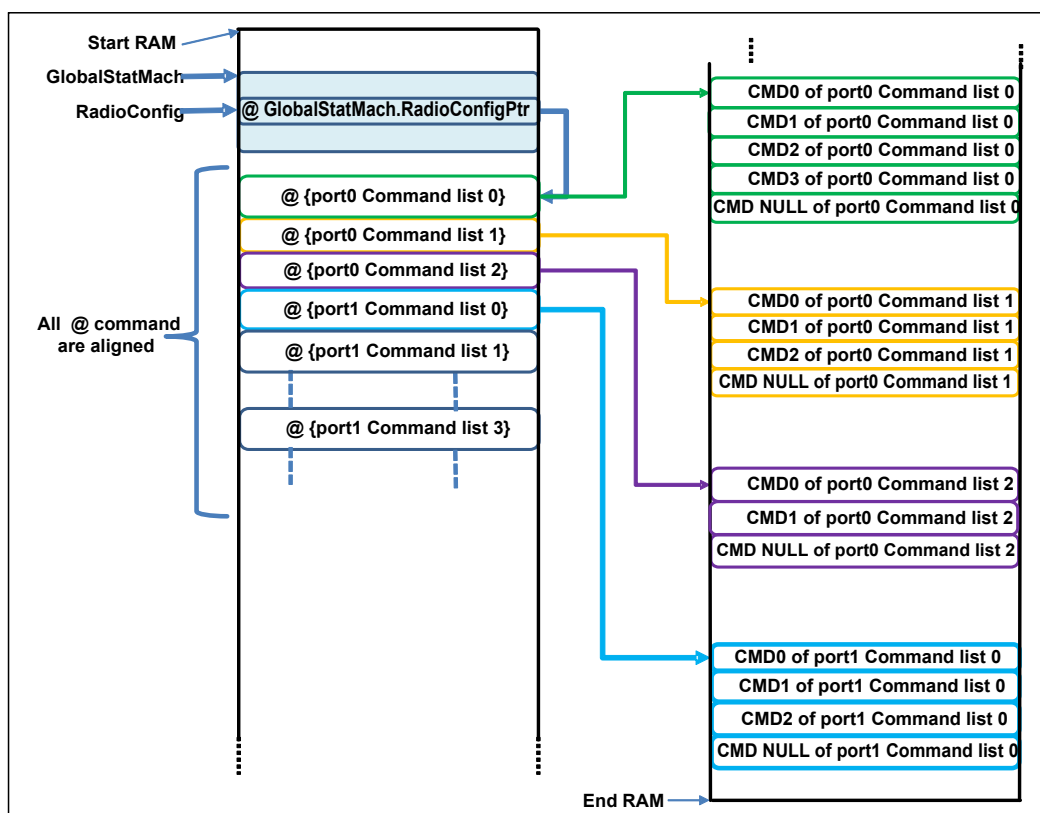 Start RAM
GlobalStatMach
RadioConfig
@ GlobalStatMach.RadioConfigPtr
@ {port0 Command list 0}
@ {port0 Command list 1}
@ {port0 Command list 2}
@ {port1 Command list 0}
@ {port1 Command list 1}
@ {port1 Command list 3}
All @ command
are aligned
CMD0 of port0 Command list 0
CMD1 of port0 Command list 0
CMD2 of port0 Command list 0
CMD3 of port0 Command list 0
CMD NULL of port0 Command list 0
CMD0 of port0 Command list 1
CMD1 of port0 Command list 1
CMD2 of port0 Command list 1
CMD NULL of port0 Command list 1
CMD0 of port0 Command list 2
CMD1 of port0 Command list 2
CMD NULL of port0 Command list 2
CMD0 of port1 Command list 0
CMD1 of port1 Command list 0
CMD2 of port1 Command list 0
CMD NULL of port1 Command list 0
End RAM